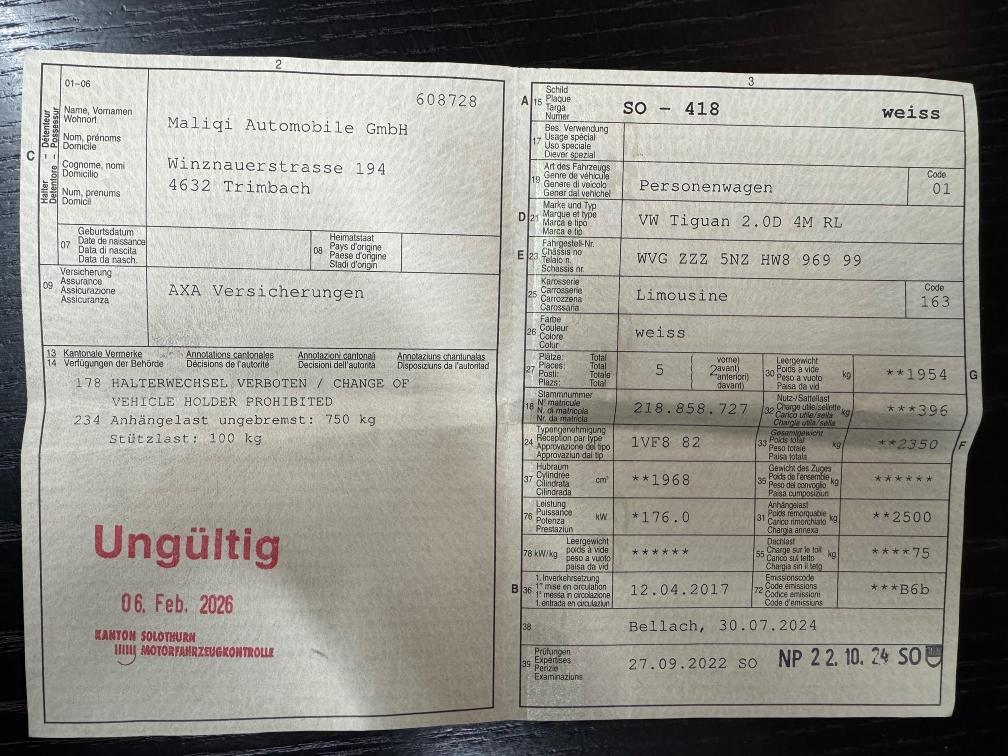 2
01-06
608728
C
Halter – Détenteur
Detentore – Possessur
Name, Vornamen
Wohnort
Nom, prénoms
Domicile
Cognome, nomi
Domicilio
Num, prenums
Domicil
Maliqi Automobile GmbH
Winznauerstrasse 194
4632 Trimbach
07
Geburtsdatum
Date de naissance
Data di nascita
Data da nasch.
08
Heimatstaat
Pays d'origine
Paese d'origine
Stadi d'origin
09
Versicherung
Assurance
Assicurazione
Assicuranza
AXA Versicherungen
13 Kantonale Vermerke Annotations cantonales Annotazioni cantonali Annotaziuns chantunalas
14 Verfügungen der Behörde Décisions de l'autorité Decisioni dell'autorità Disposiziuns da l'autoritad
178 HALTERWECHSEL VERBOTEN / CHANGE OF
VEHICLE HOLDER PROHIBITED
234 Anhängelast ungebremst: 750 kg
Stützlast: 100 kg
Ungültig
06. Feb. 2026
KANTON SOLOTHURN
MOTORFAHRZEUGKONTROLLE
3
A 15
Schild
Plaque
Targa
Numer
SO - 418 weiss
17
Bes. Verwendung
Usage spécial
Uso speciale
Diever spezial
19
Art des Fahrzeugs
Genre de véhicule
Genere di veicolo
Gener dal vehichel
Personenwagen
Code
01
D 21
Marke und Typ
Marque et type
Marca e tipo
Marca e tip
VW Tiguan 2.0D 4M RL
E 23
Fahrgestell-Nr.
Châssis no
Telaio n.
Schassis nr.
WVG ZZZ 5NZ HW8 969 99
25
Karosserie
Carrosserie
Carrozzeria
Carossaria
Limousine
Code
163
26
Farbe
Couleur
Colore
Colur
weiss
27
Plätze: Total
Places: Total
Posti: Totale
Plazs: Total
5
vorne)
2 avant)
anteriori)
davant)
30
Leergewicht
Poids à vide
Peso a vuoto
Paisa da vid
kg
**1954
G
18
Stammnummer
N° matricule
N. di matricola
Nr. da matricla
218.858.727
32
Nutz-/Sattellast
Charge utile/sellette
Carico utile/sella
Chargia utila/sella
kg
***396
24
Typengenehmigung
Réception par type
Approvazione del tipo
Approvaziun dal tip
1VF8 82
33
Gesamtgewicht
Poids total
Peso totale
Paisa totala
kg
**2350
F
37
Hubraum
Cylindrée
Cilindrata
Cilindrada
cm³
**1968
35
Gewicht des Zuges
Poids de l'ensemble
Peso del convoglio
Paisa cumposiziun
kg
******
76
Leistung
Puissance
Potenza
Prestaziun
kW
*176.0
31
Anhängelast
Poids remorquable
Carico rimorchiato
Chargia annexa
kg
**2500
78 kW/kg
Leergewicht
poids à vide
peso a vuoto
paisa da vid
******
55
Dachlast
Charge sur le toit
Carico sul tetto
Chargia sin il tetg
kg
****75
B 36
1. Inverkehrsetzung
1re mise en circulation
1a messa in circolazione
1. entrada en circulaziun
12.04.2017
72
Emissionscode
Code émissions
Codice emissioni
Code d'emissiuns
***B6b
38
Bellach, 30.07.2024
39
Prüfungen
Expertises
Perizie
Examinaziuns
27.09.2022 SO NP 22.10.24 SO